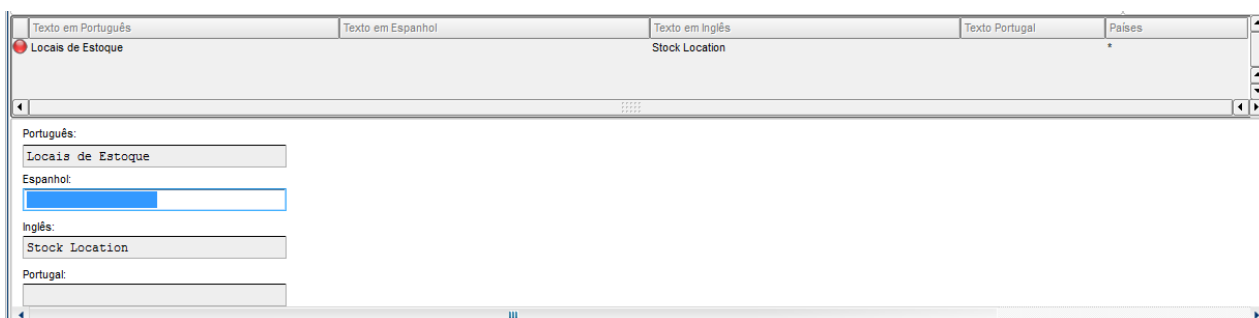 Texto em Português Texto em Espanhol Texto em Inglês Texto Portugal Países
Locais de Estoque Stock Location *
Português:
Locais de Estoque
Espanhol:
Inglês:
Stock Location
Portugal: